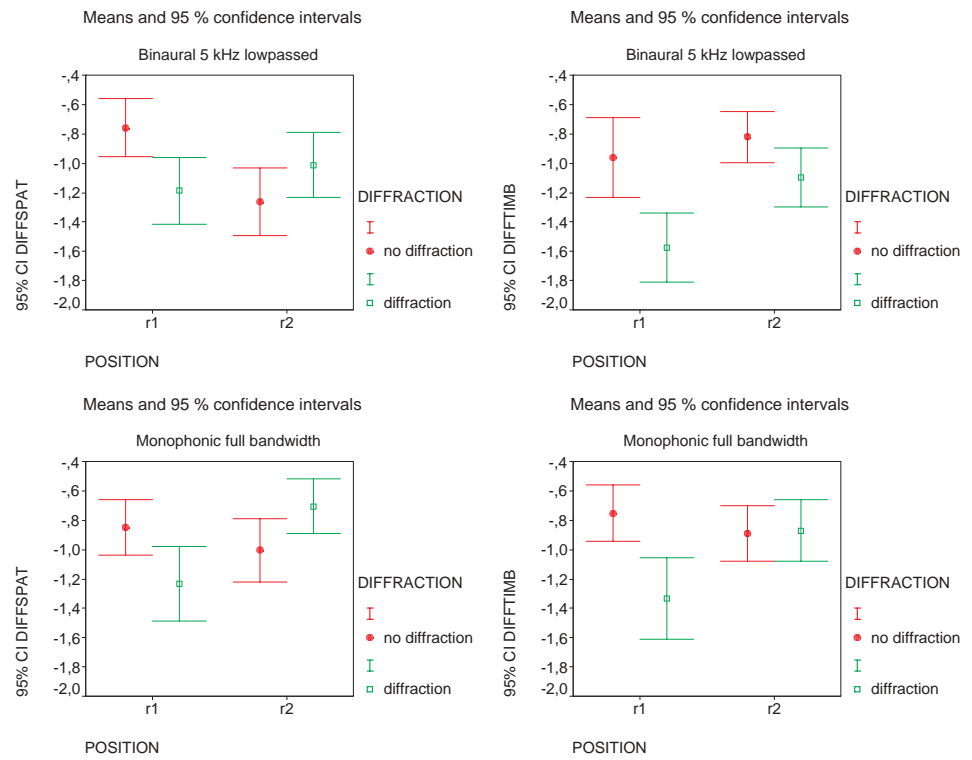 Means and 95 % confidence intervals
Binaural 5 kHz lowpassed
95% CI DIFFSPAT
-,4
-,6
-,8
-1,0
-1,2
-1,4
-1,6
-1,8
-2,0
r1
r2
POSITION
DIFFRACTION
no diffraction
diffraction
Means and 95 % confidence intervals
Binaural 5 kHz lowpassed
95% CI DIFFTIMB
-,4
-,6
-,8
-1,0
-1,2
-1,4
-1,6
-1,8
-2,0
r1
r2
POSITION
DIFFRACTION
no diffraction
diffraction
Means and 95 % confidence intervals
Monophonic full bandwidth
95% CI DIFFSPAT
-,4
-,6
-,8
-1,0
-1,2
-1,4
-1,6
-1,8
-2,0
r1
r2
POSITION
DIFFRACTION
no diffraction
diffraction
Means and 95 % confidence intervals
Monophonic full bandwidth
95% CI DIFFTIMB
-,4
-,6
-,8
-1,0
-1,2
-1,4
-1,6
-1,8
-2,0
r1
r2
POSITION
DIFFRACTION
no diffraction
diffraction